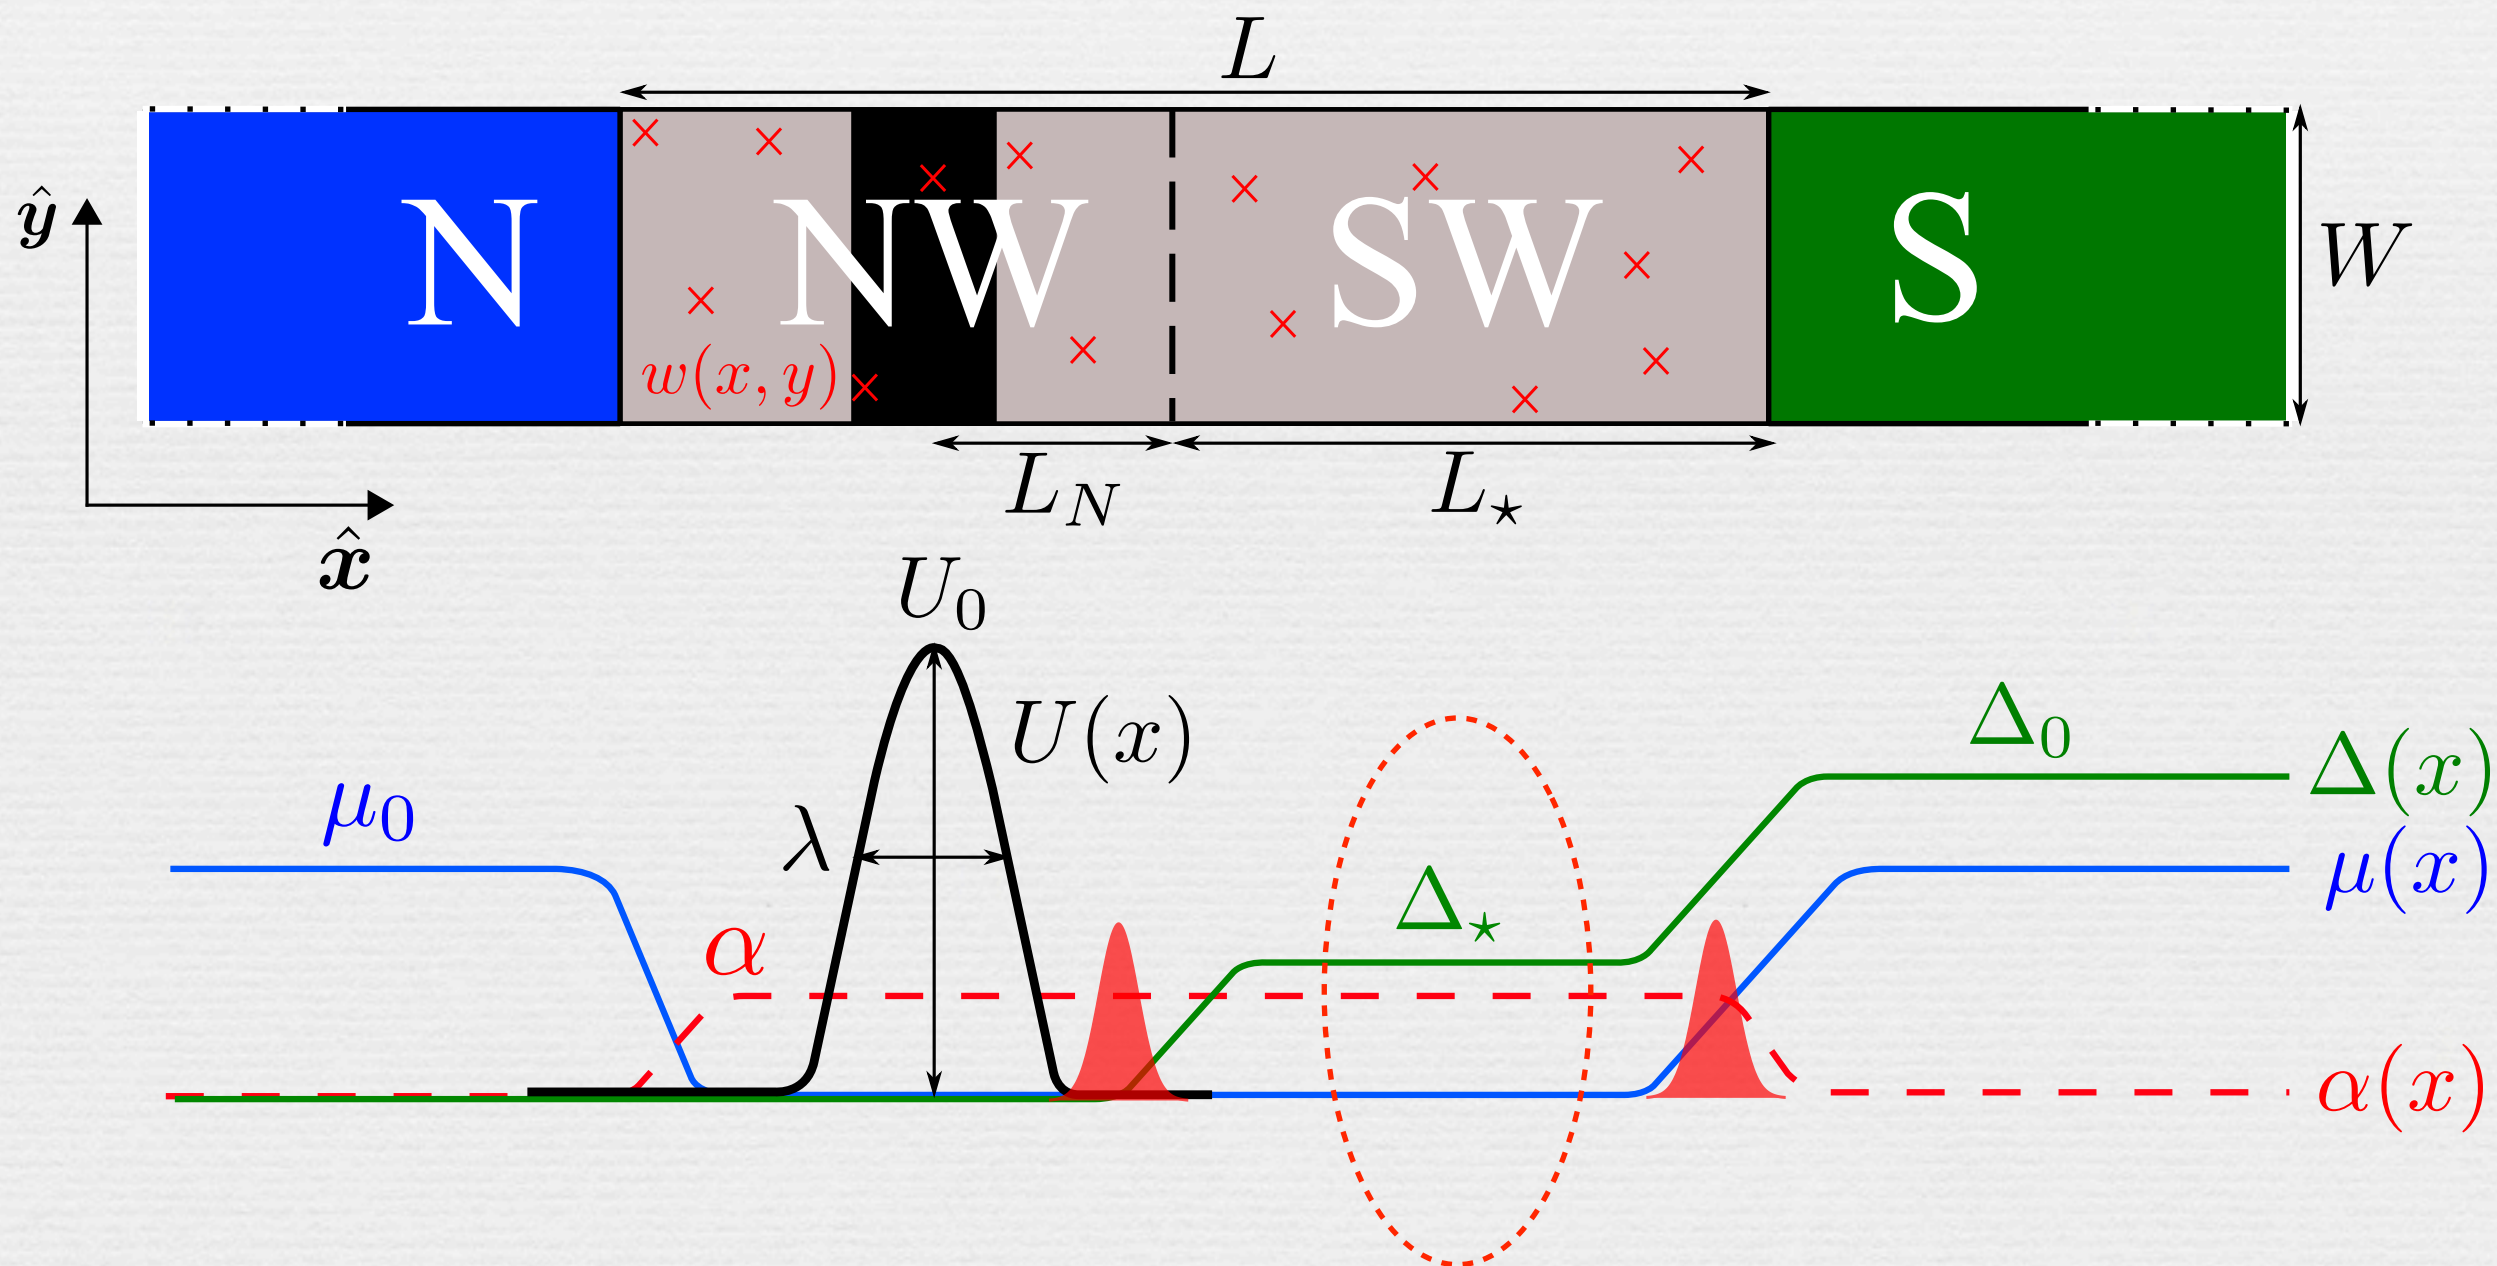 L
N NW SW S
ŷ
W
w(x, y)
L_N
L_⋆
x̂
U_0
U(x)
Δ_0
Δ(x)
μ_0
λ
μ(x)
Δ_⋆
α
α(x)